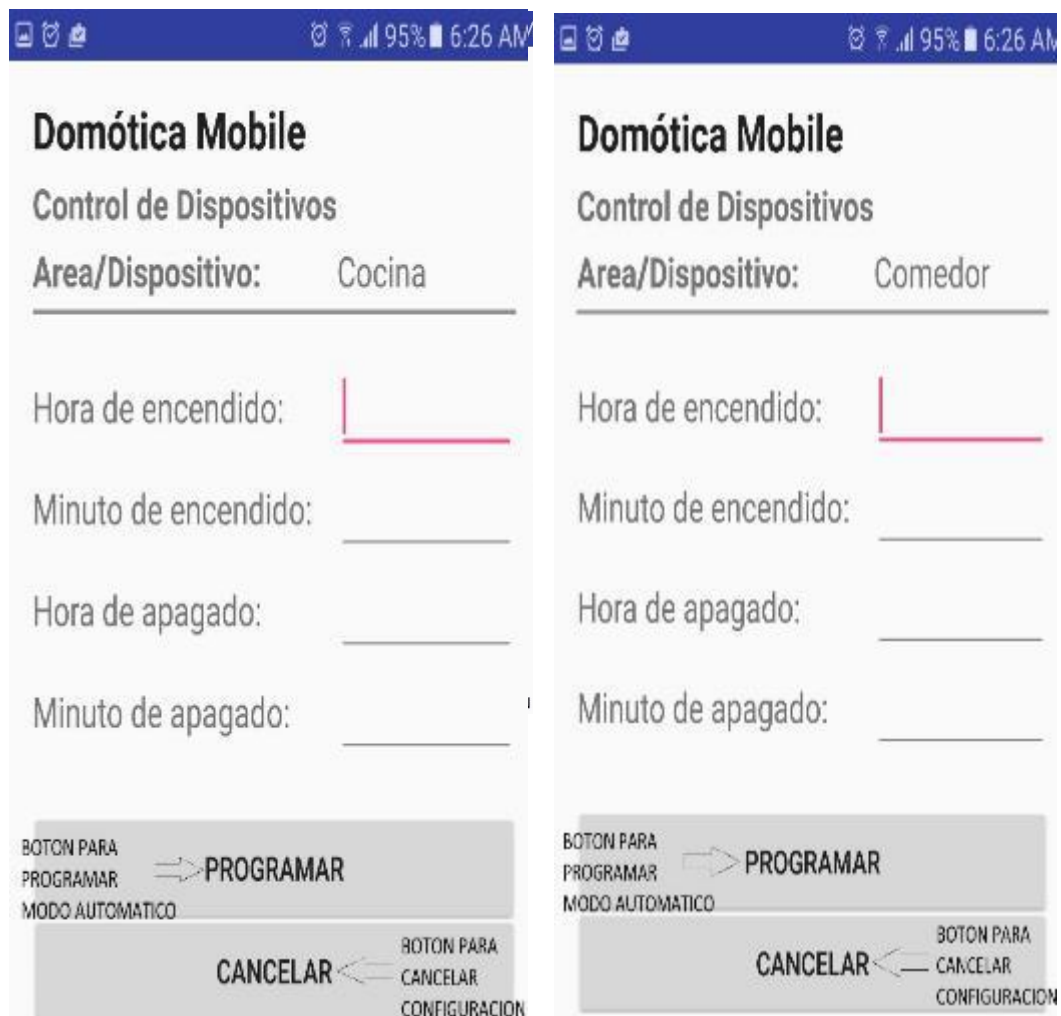 95% 6:26 AM
Domótica Mobile
Control de Dispositivos
Area/Dispositivo: Cocina
Hora de encendido:
Minuto de encendido:
Hora de apagado:
Minuto de apagado:
BOTON PARA
PROGRAMAR
MODO AUTOMATICO
PROGRAMAR
CANCELAR
BOTON PARA
CANCELAR
CONFIGURACION
95% 6:26 AM
Domótica Mobile
Control de Dispositivos
Area/Dispositivo: Comedor
Hora de encendido:
Minuto de encendido:
Hora de apagado:
Minuto de apagado:
BOTON PARA
PROGRAMAR
MODO AUTOMATICO
PROGRAMAR
CANCELAR
BOTON PARA
CANCELAR
CONFIGURACION